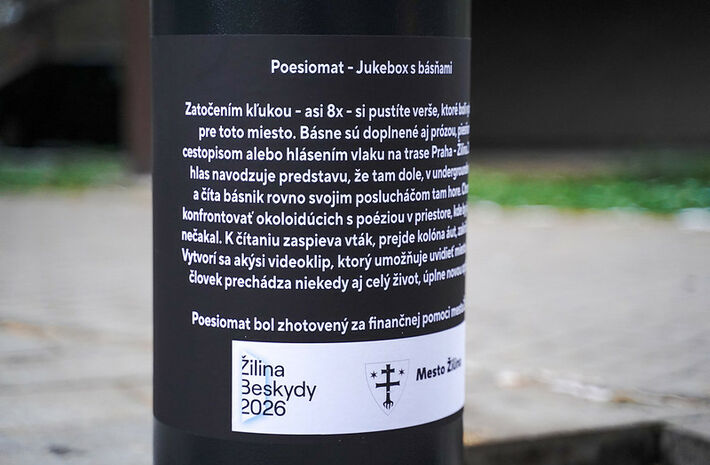 Poesiomat - Jukebox s básňami
Zatočením kľukou - asi 8x - si pustíte verše, ktoré
pre toto miesto. Básne sú doplnené aj prózou,
cestopisom alebo hlásením vlaku na trase Praha - Žilina.
hlas navodzuje predstavu, že tam dole, v undergrounde
a číta básnik rovno svojim poslucháčom tam hore.
konfrontovať okoloidúcich s poéziou v priestore, kde
nečakal. K čítaniu zaspieva vták, prejde kolóna áut,
Vytvorí sa akýsi videoklip, ktorý umožňuje uvidieť
človek prechádza niekedy aj celý život, úplne novou
Poesiomat bol zhotovený za finančnej pomoci
Žilina
Beskydy
2026
Mesto Žilina